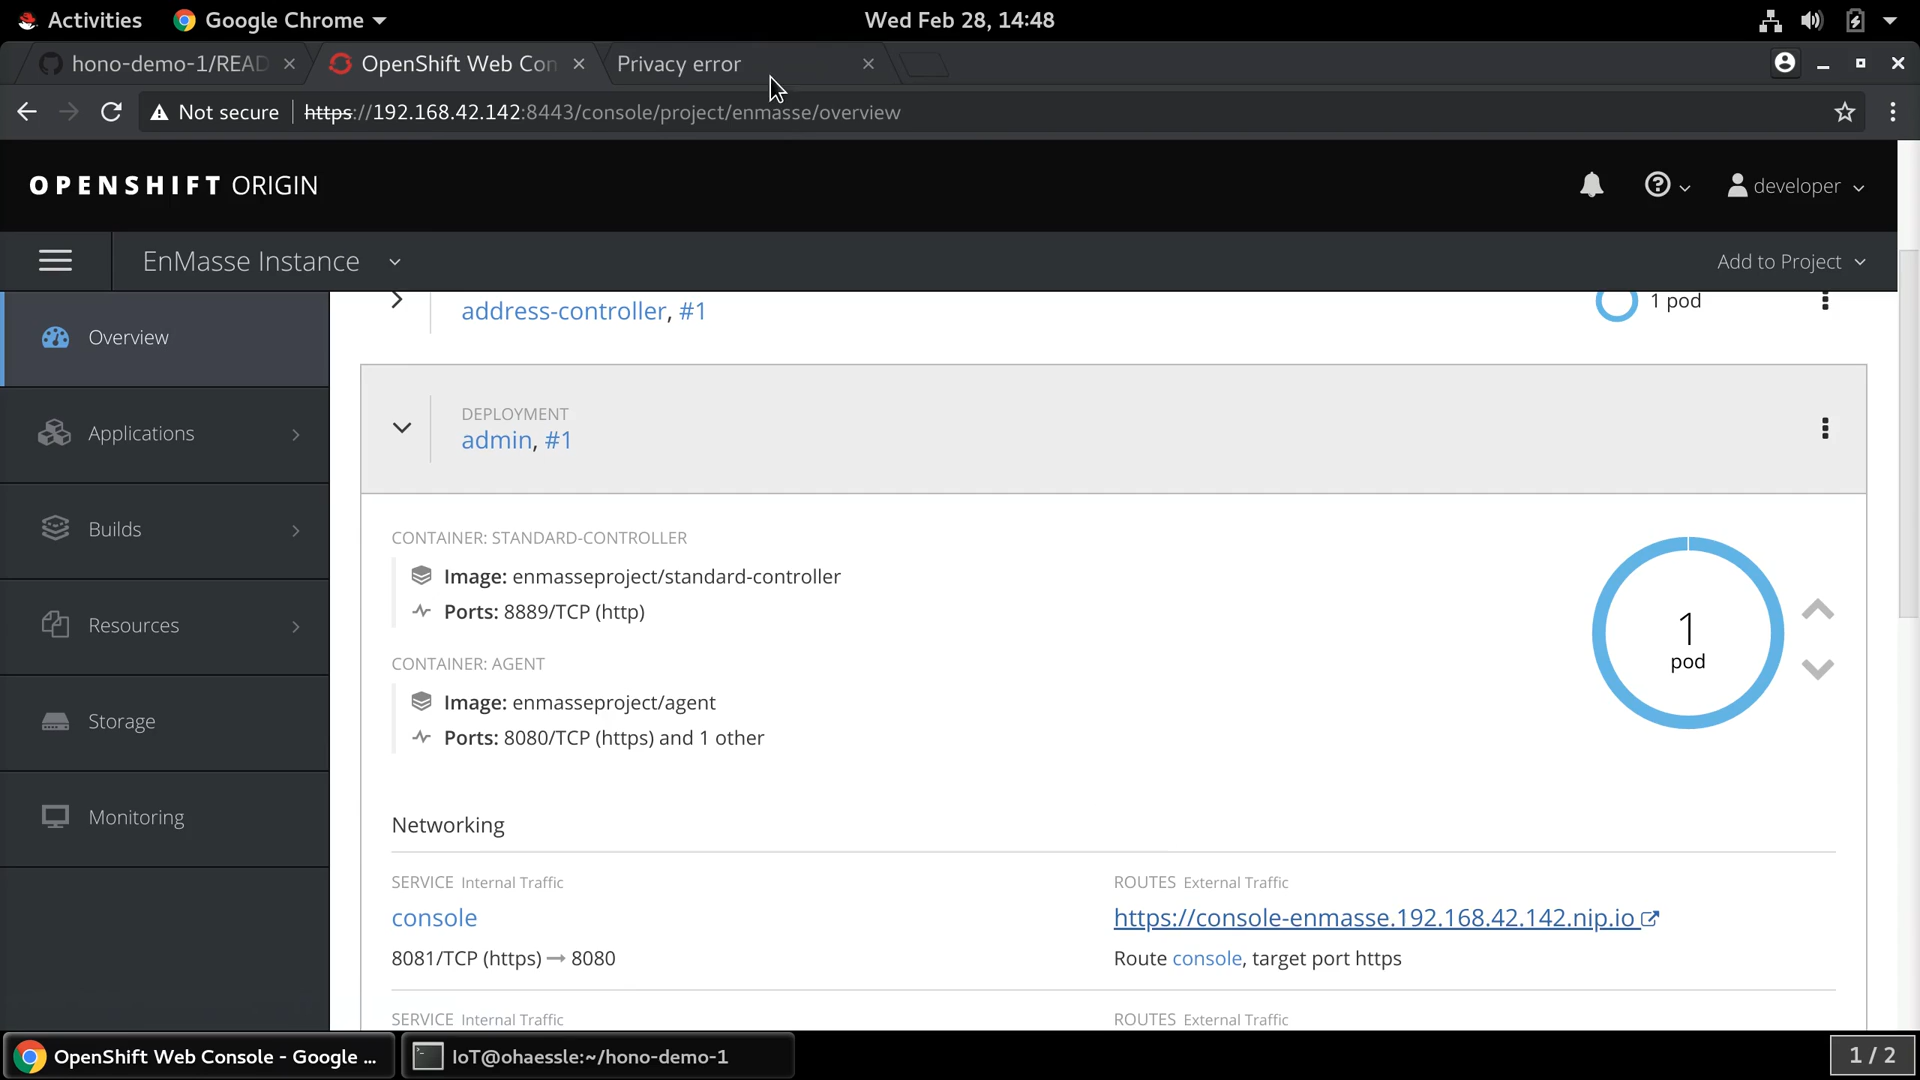 Activities Google Chrome Wed Feb 28, 14:48
hono-demo-1/READ OpenShift Web Con Privacy error
Not secure https://192.168.42.142:8443/console/project/enmasse/overview
OPENSHIFT ORIGIN developer
EnMasse Instance Add to Project
Overview
Applications
Builds
Resources
Storage
Monitoring
address-controller, #1 1 pod
DEPLOYMENT
admin, #1
CONTAINER: STANDARD-CONTROLLER
Image: enmasseproject/standard-controller
Ports: 8889/TCP (http)
CONTAINER: AGENT
Image: enmasseproject/agent
Ports: 8080/TCP (https) and 1 other
1
pod
Networking
SERVICE Internal Traffic
console
8081/TCP (https) → 8080
ROUTES External Traffic
https://console-enmasse.192.168.42.142.nip.io
Route console, target port https
SERVICE Internal Traffic
ROUTES External Traffic
OpenShift Web Console - Google ... IoT@ohaessle:~/hono-demo-1 1 / 2